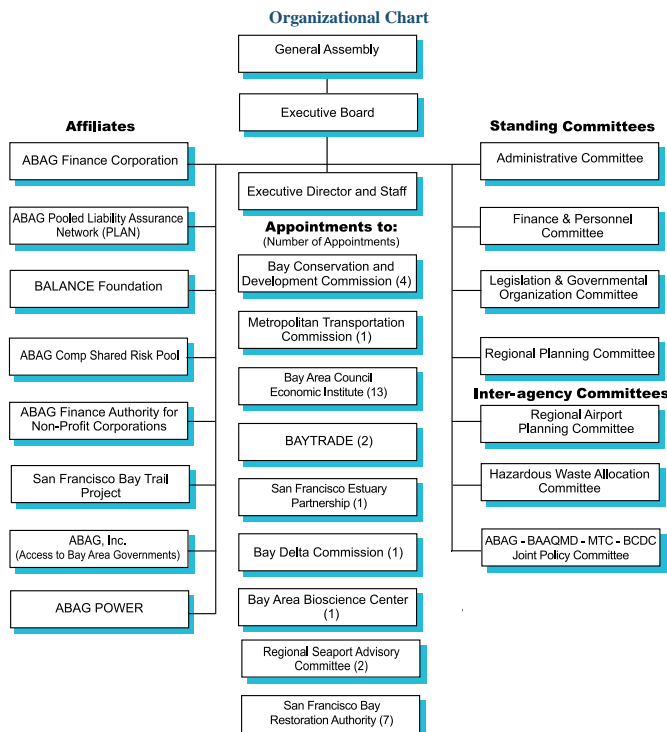 Organizational Chart
General Assembly
Executive Board
Affiliates
ABAG Finance Corporation
ABAG Pooled Liability Assurance
Network (PLAN)
BALANCE Foundation
ABAG Comp Shared Risk Pool
ABAG Finance Authority for
Non-Profit Corporations
San Francisco Bay Trail
Project
ABAG, Inc.
(Access to Bay Area Governments)
ABAG POWER
Executive Director and Staff
Appointments to:
(Number of Appointments)
Bay Conservation and
Development Commission (4)
Metropolitan Transportation
Commission (1)
Bay Area Council
Economic Institute (13)
BAYTRADE (2)
San Francisco Estuary
Partnership (1)
Bay Delta Commission (1)
Bay Area Bioscience Center
(1)
Regional Seaport Advisory
Committee (2)
San Francisco Bay
Restoration Authority (7)
Standing Committees
Administrative Committee
Finance & Personnel
Committee
Legislation & Governmental
Organization Committee
Regional Planning Committee
Inter-agency Committees
Regional Airport
Planning Committee
Hazardous Waste Allocation
Committee
ABAG - BAAQMD - MTC - BCDC
Joint Policy Committee